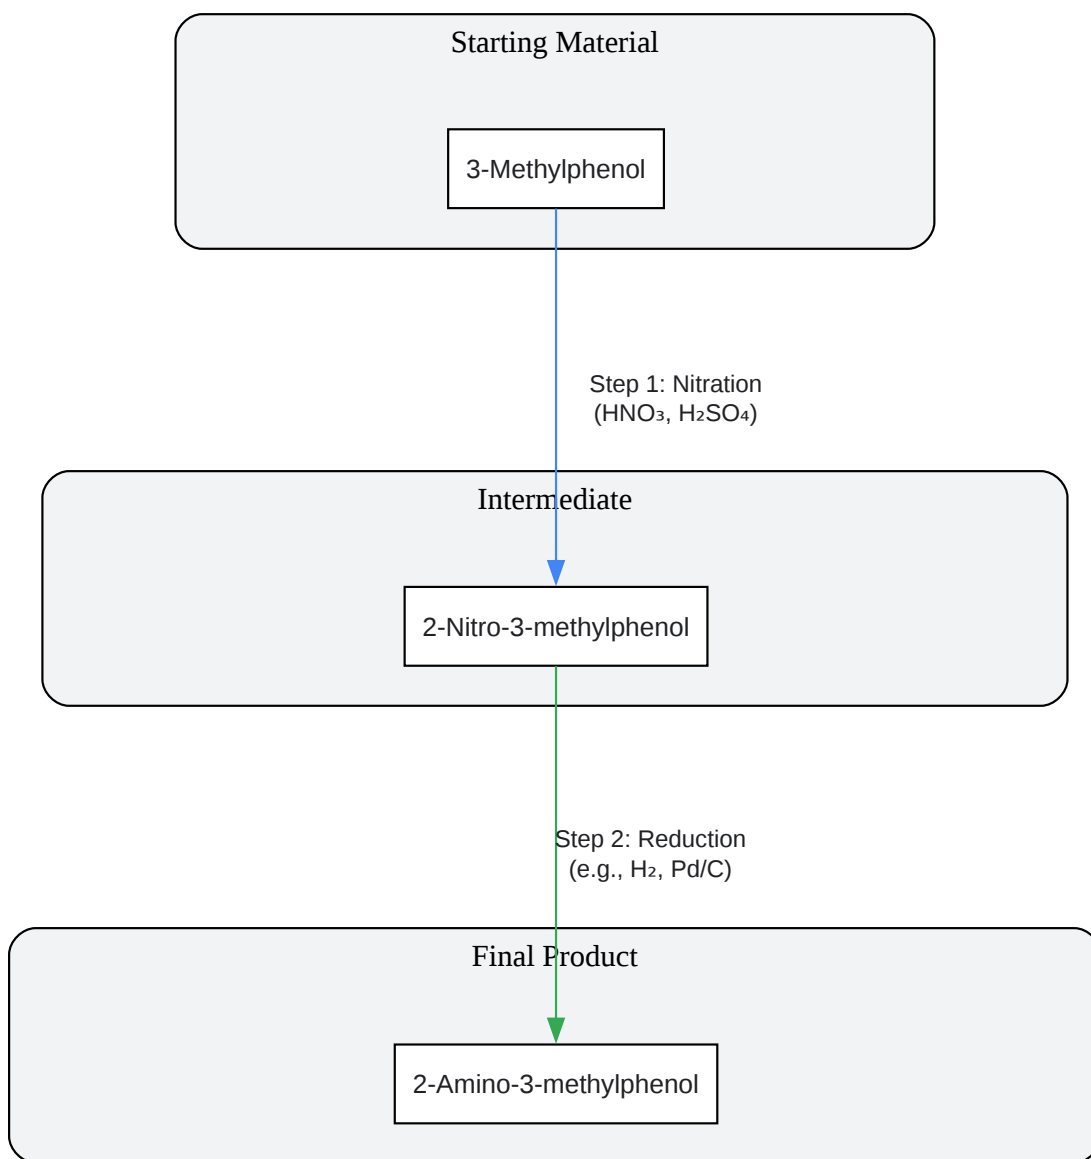 Starting Material
3-Methylphenol
Step 1: Nitration
(HNO₃, H₂SO₄)
Intermediate
2-Nitro-3-methylphenol
Step 2: Reduction
(e.g., H₂, Pd/C)
Final Product
2-Amino-3-methylphenol